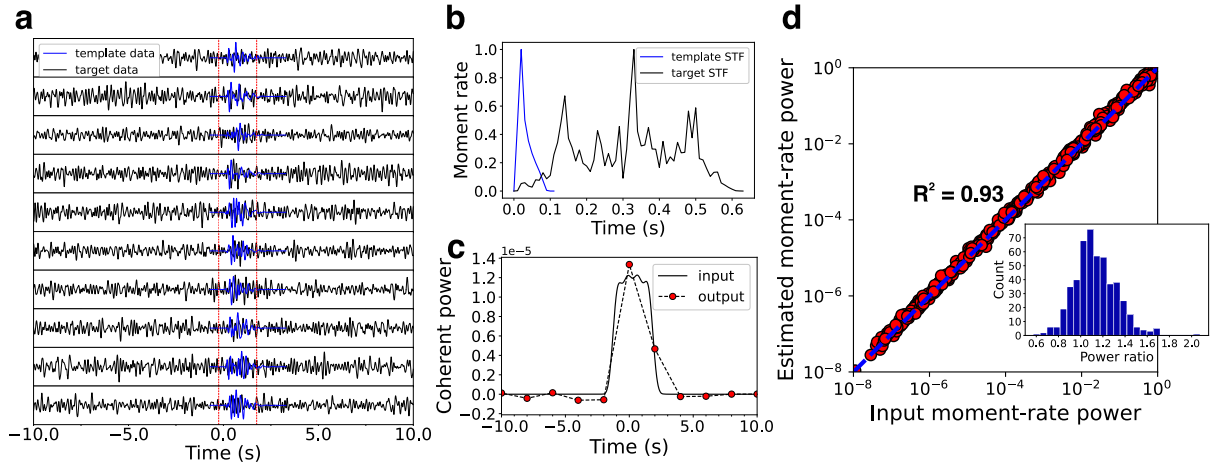 a
template data
target data
−10.0 −5.0 0.0 5.0 10.0
Time (s)
b
Moment rate
1.0
0.8
0.6
0.4
0.2
0.0
template STF
target STF
0.0 0.1 0.2 0.3 0.4 0.5 0.6
Time (s)
c
1e−5
Coherent power
1.4
1.2
1.0
0.8
0.6
0.4
0.2
0.0
−0.2
input
output
−10.0 −5.0 0.0 5.0 10.0
Time (s)
d
Estimated moment-rate power
10⁰
10⁻²
10⁻⁴
10⁻⁶
10⁻⁸
R² = 0.93
Count
70
60
50
40
30
20
10
0
0.6 0.8 1.0 1.2 1.4 1.6 1.8 2.0
Power ratio
10⁻⁸ 10⁻⁶ 10⁻⁴ 10⁻² 10⁰
Input moment-rate power